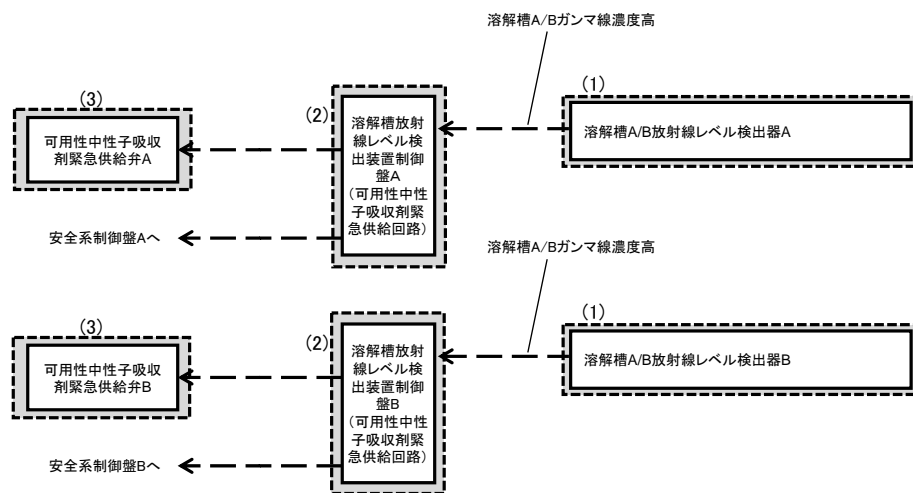 溶解槽A/Bガンマ線濃度高
(1)
溶解槽A/B放射線レベル検出器A
(2)
溶解槽放射
線レベル検
出装置制御
盤A
(可用性中性
子吸収剤緊
急供給回路)
(3)
可用性中性子吸収
剤緊急供給弁A
安全系制御盤Aへ
溶解槽A/Bガンマ線濃度高
(1)
溶解槽A/B放射線レベル検出器B
(2)
溶解槽放射
線レベル検
出装置制御
盤B
(可用性中性
子吸収剤緊
急供給回路)
(3)
可用性中性子吸収
剤緊急供給弁B
安全系制御盤Bへ